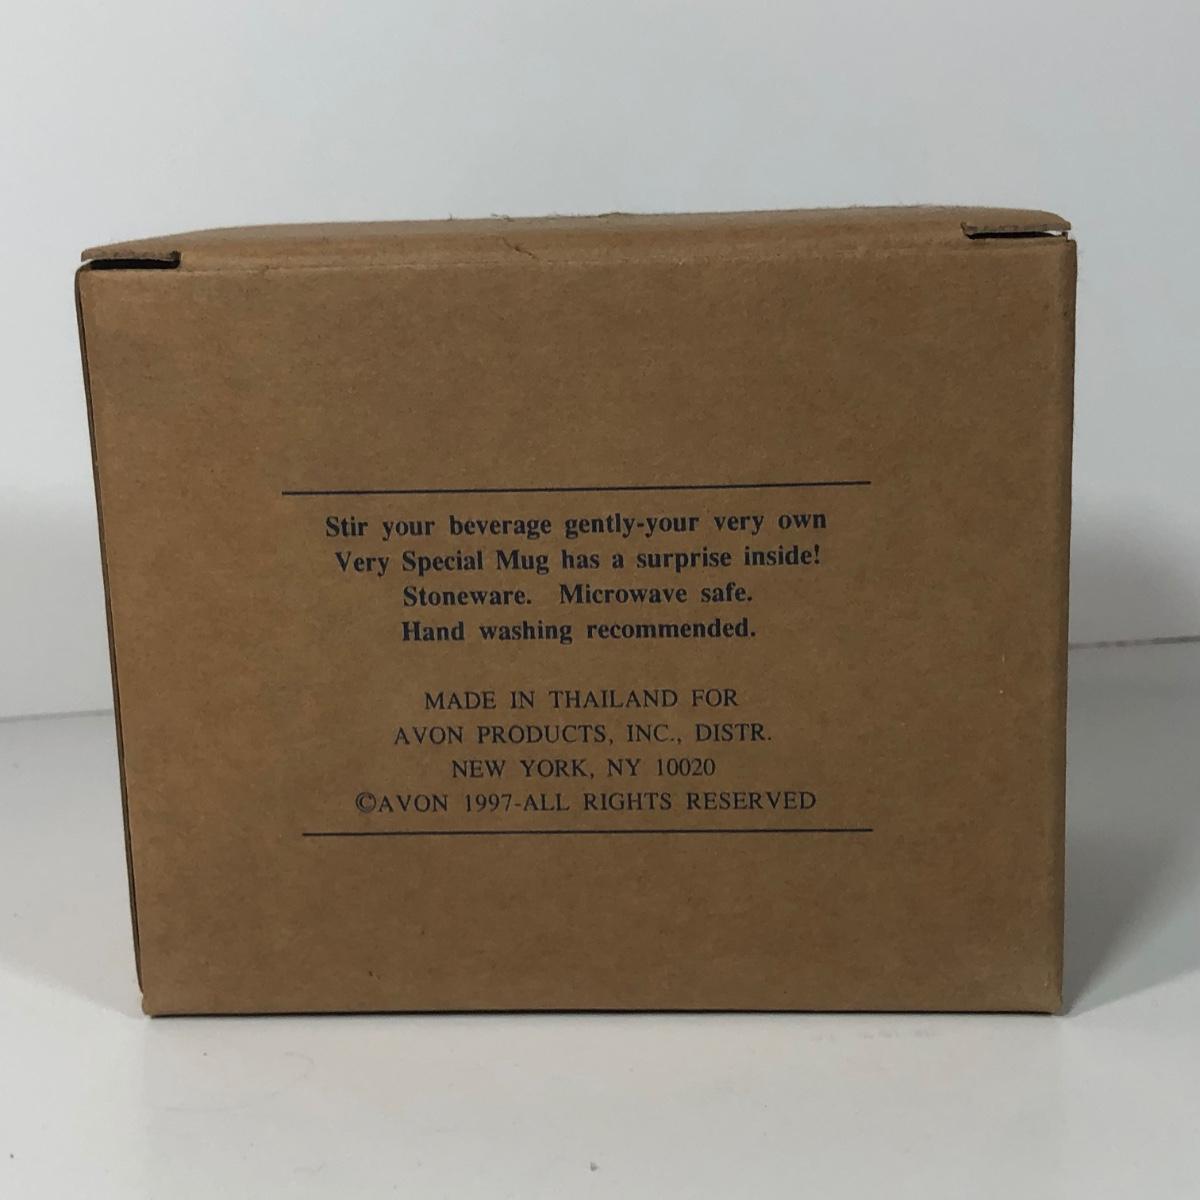 Stir your beverage gently-your very own
Very Special Mug has a surprise inside!
Stoneware. Microwave safe.
Hand washing recommended.
MADE IN THAILAND FOR
AVON PRODUCTS, INC., DISTR.
NEW YORK, NY 10020
©AVON 1997-ALL RIGHTS RESERVED